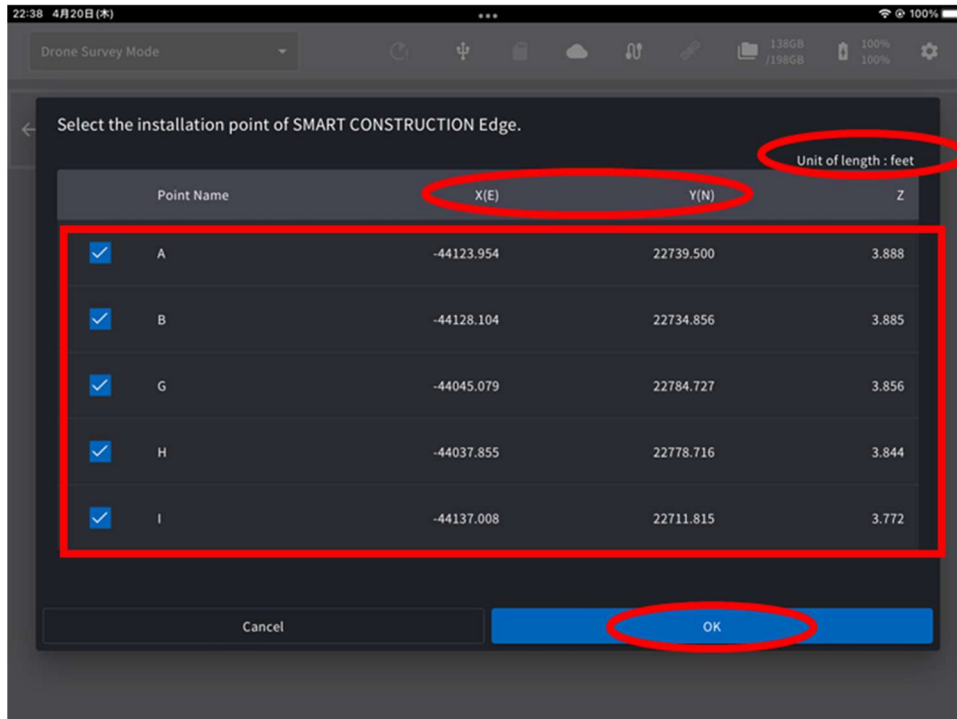 22:38 4月20日(木) 100%
Drone Survey Mode 138GB /198GB 100% 100%
Select the installation point of SMART CONSTRUCTION Edge.
Unit of length : feet
Point Name X(E) Y(N) Z
A -44123.954 22739.500 3.888
B -44128.104 22734.856 3.885
G -44045.079 22784.727 3.856
H -44037.855 22778.716 3.844
I -44137.008 22711.815 3.772
Cancel OK